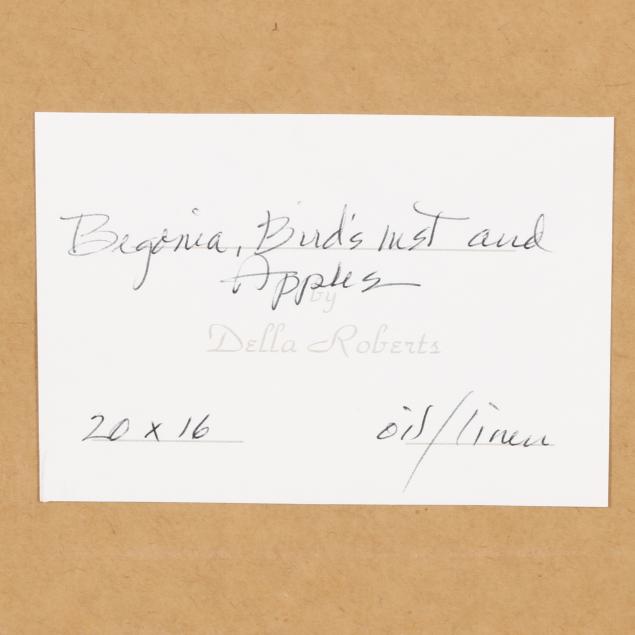 Begonia, Bird's nest and
Apples
by
Della Roberts
20 x 16
oil/linen